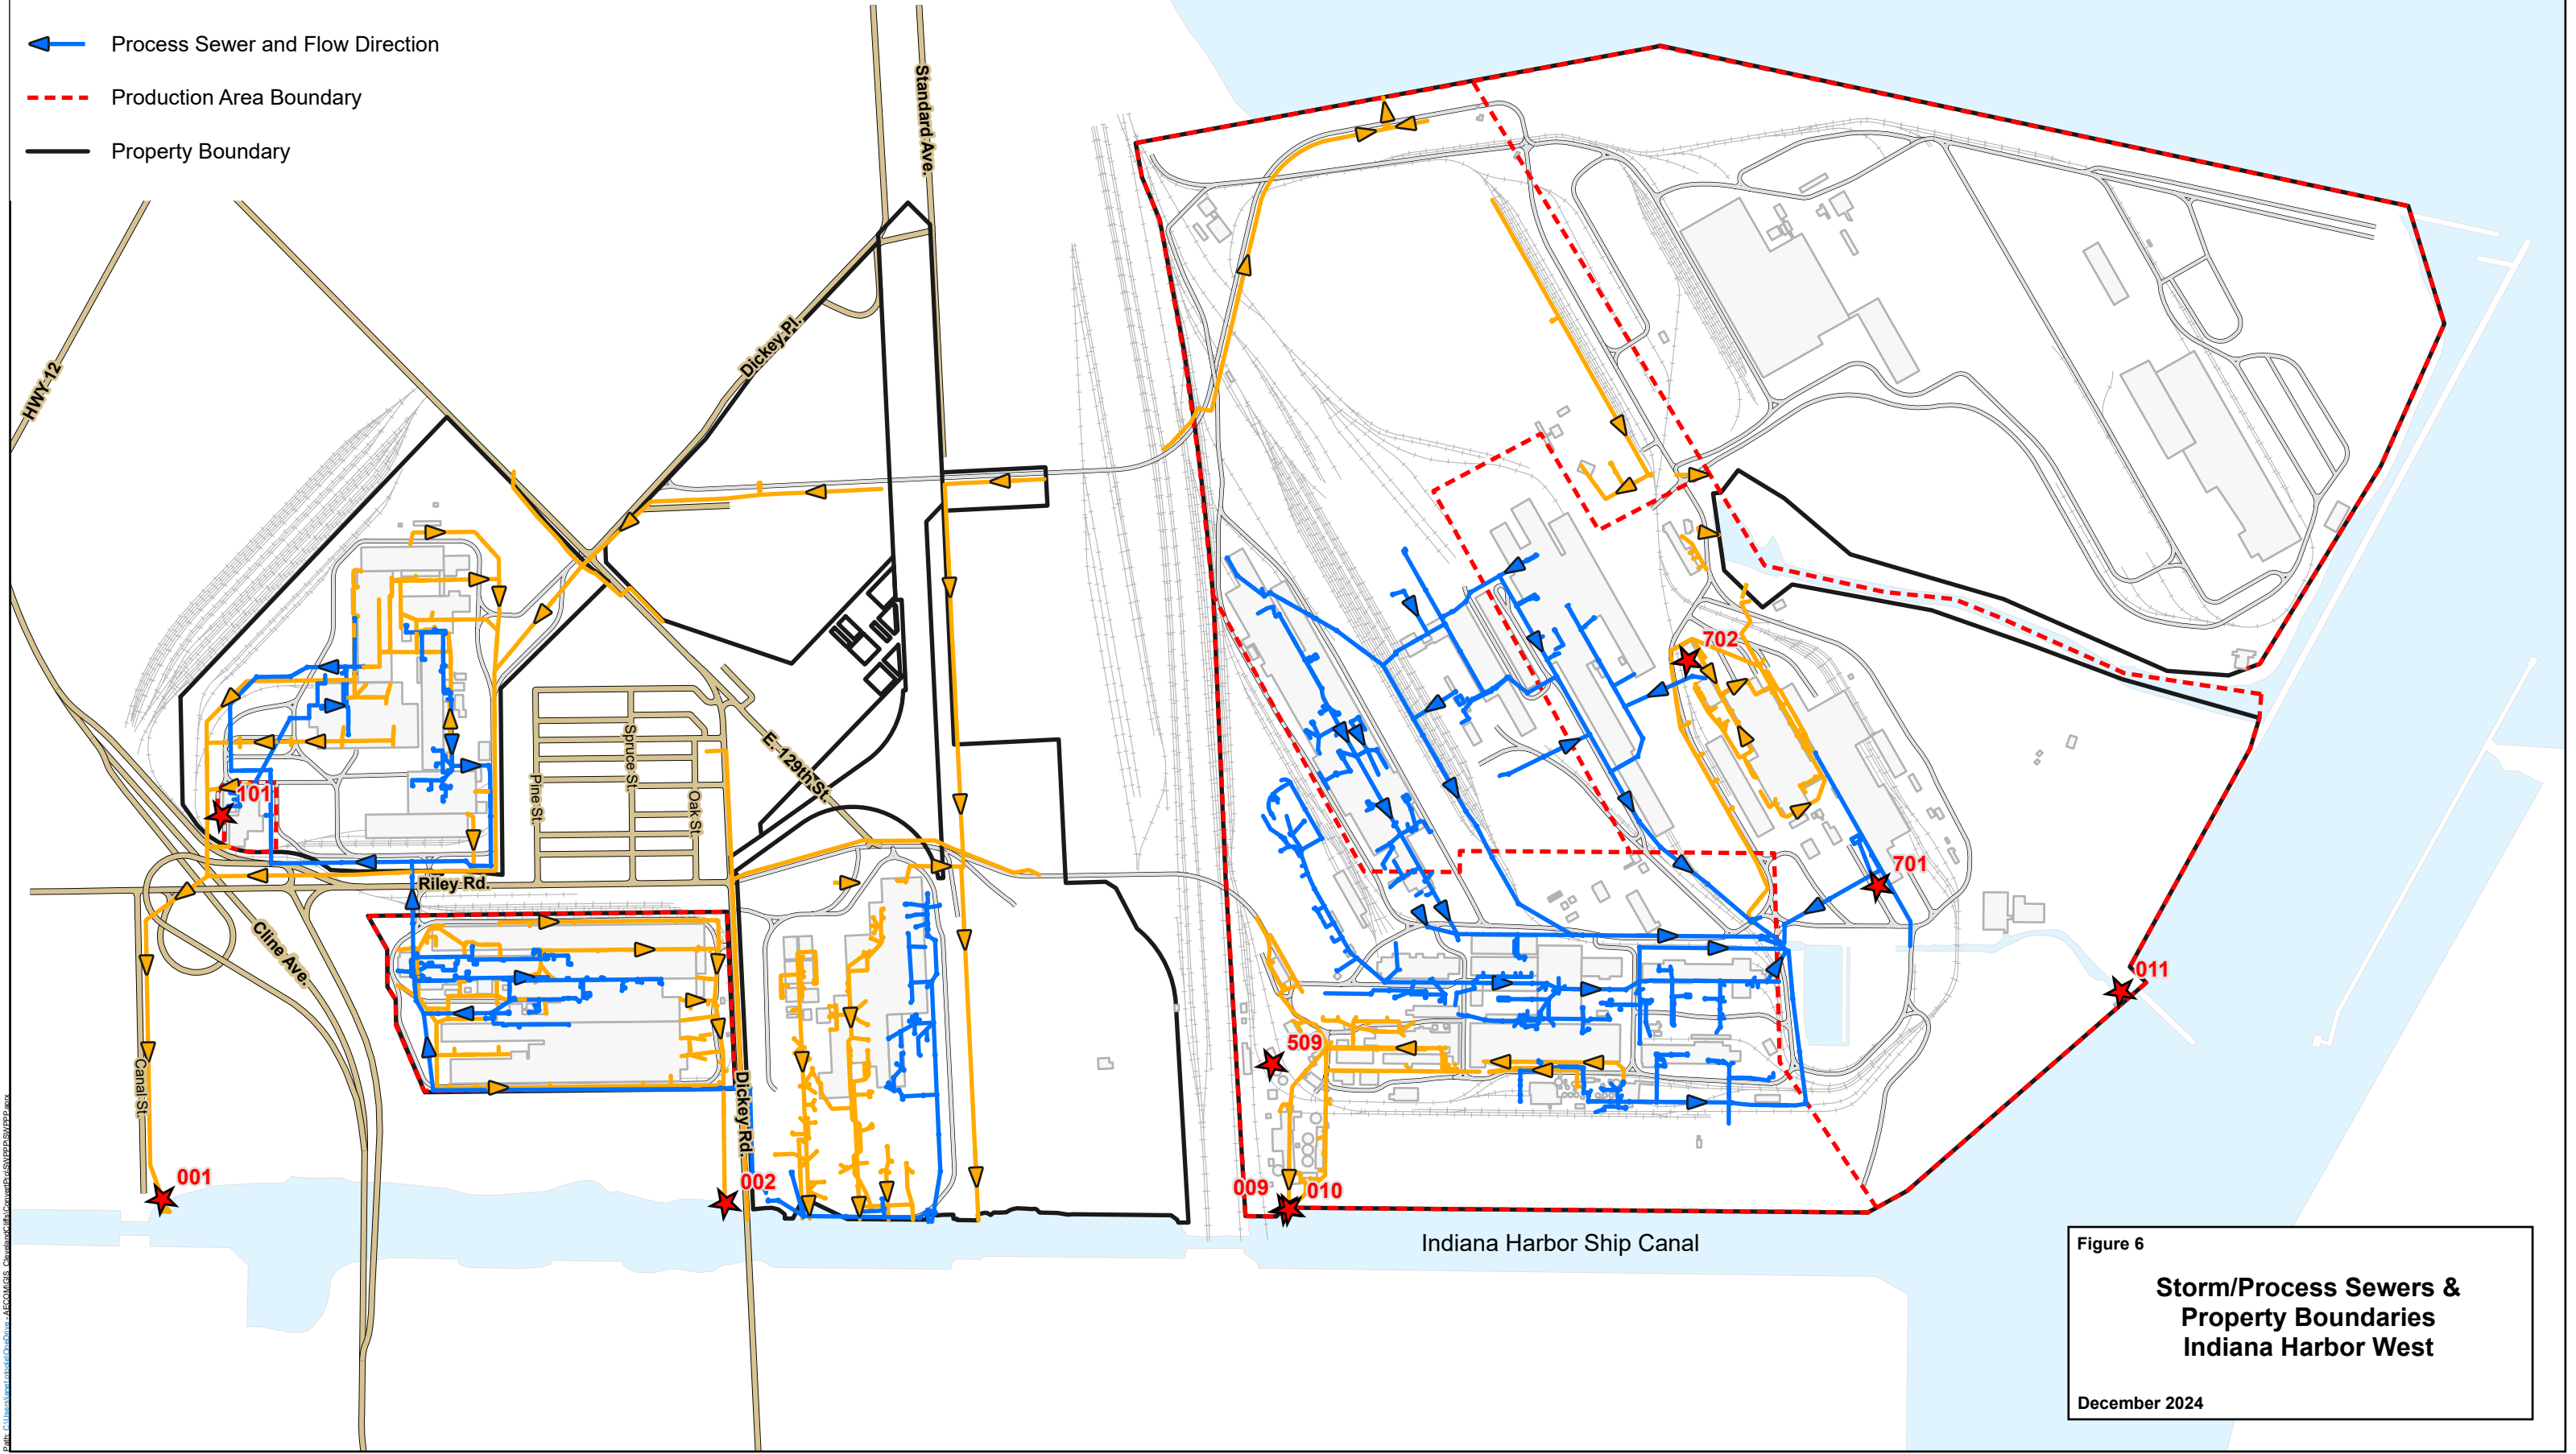 Process Sewer and Flow Direction
Production Area Boundary
Property Boundary
Standard Ave.
HWY 12
Dickey Pl.
E. 129th St.
Spruce St.
Pine St.
Oak St.
702
101
701
Riley Rd.
Cline Ave.
011
509
Canal St.
Dickey Rd.
001
002
009
010
Indiana Harbor Ship Canal
Figure 6
Storm/Process Sewers &
Property Boundaries
Indiana Harbor West
December 2024